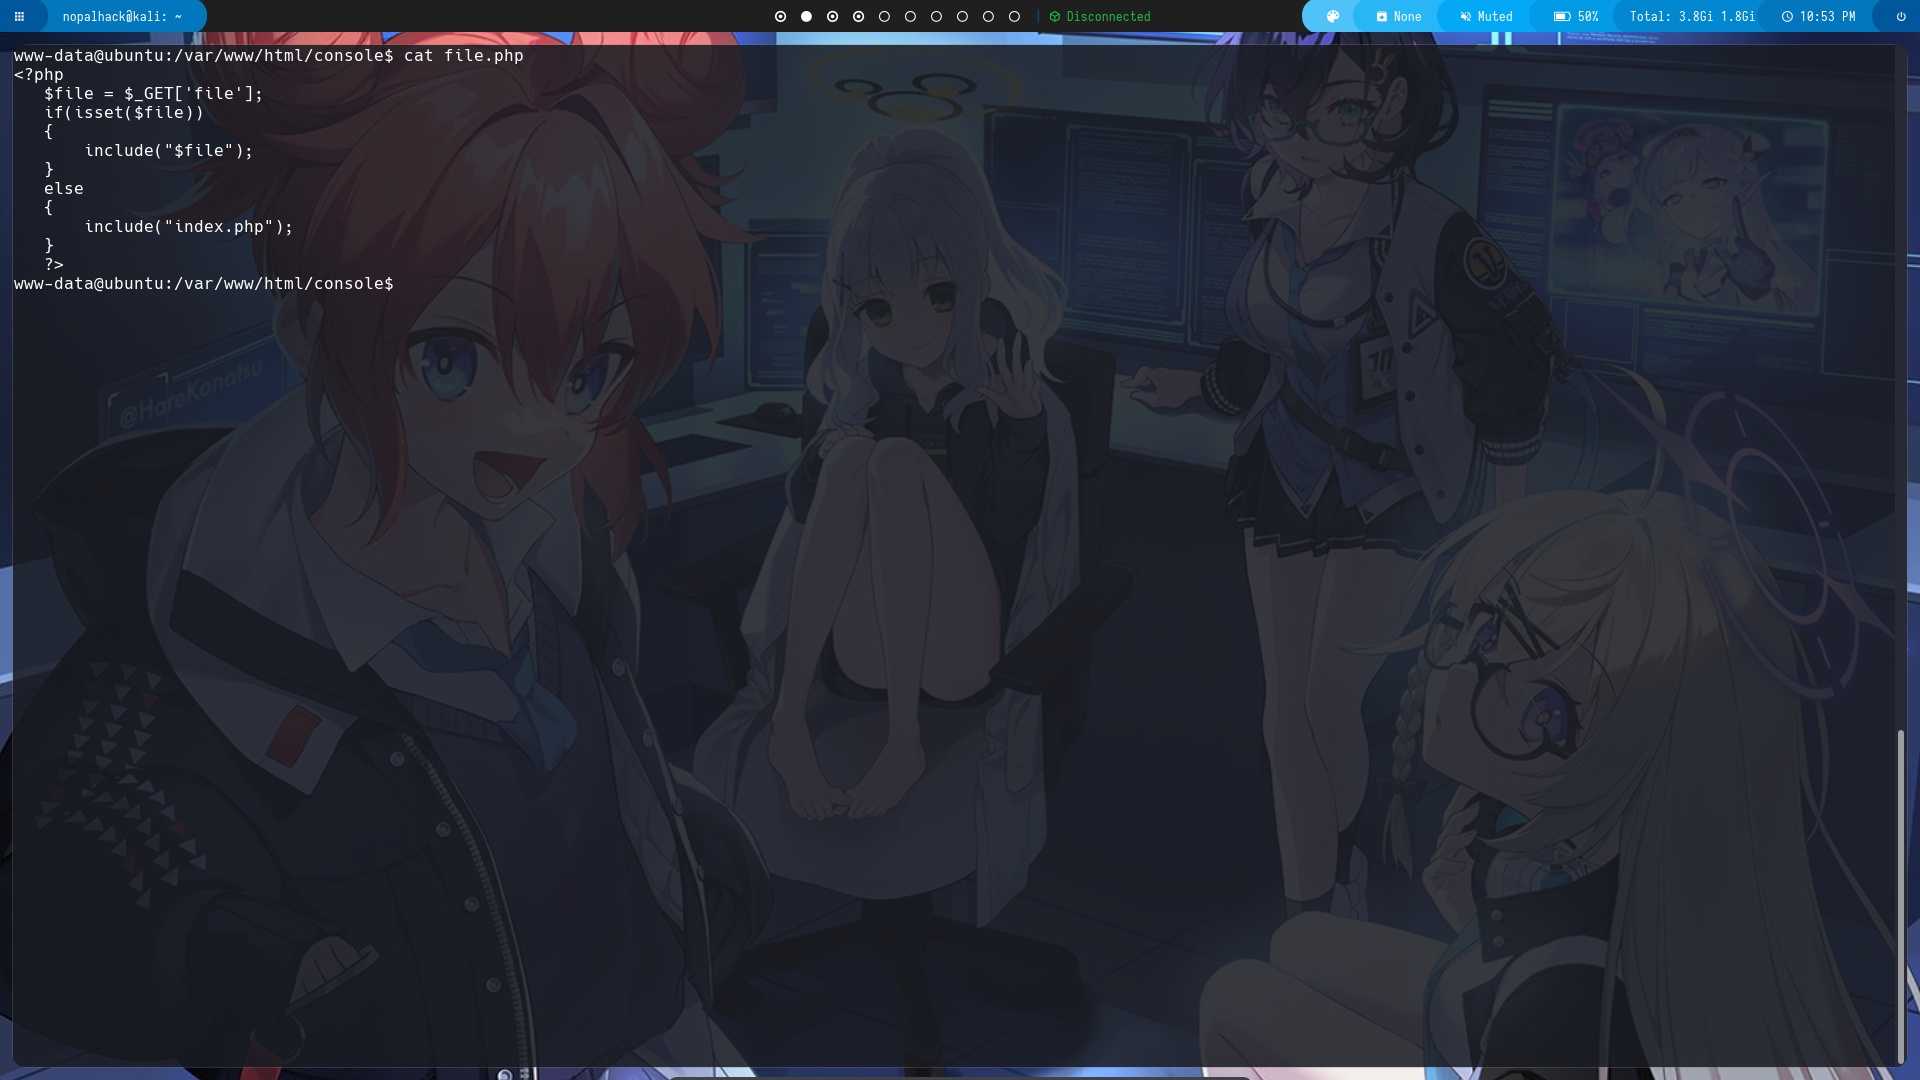 nopalhack@kali: ~
Disconnected
None
Muted
50%
Total: 3.8Gi 1.8Gi
10:53 PM
www-data@ubuntu:/var/www/html/console$ cat file.php
<?php
   $file = $_GET['file'];
   if(isset($file))
   {
       include("$file");
   }
   else
   {
       include("index.php");
   }
   ?>
www-data@ubuntu:/var/www/html/console$
@HareKonatsu